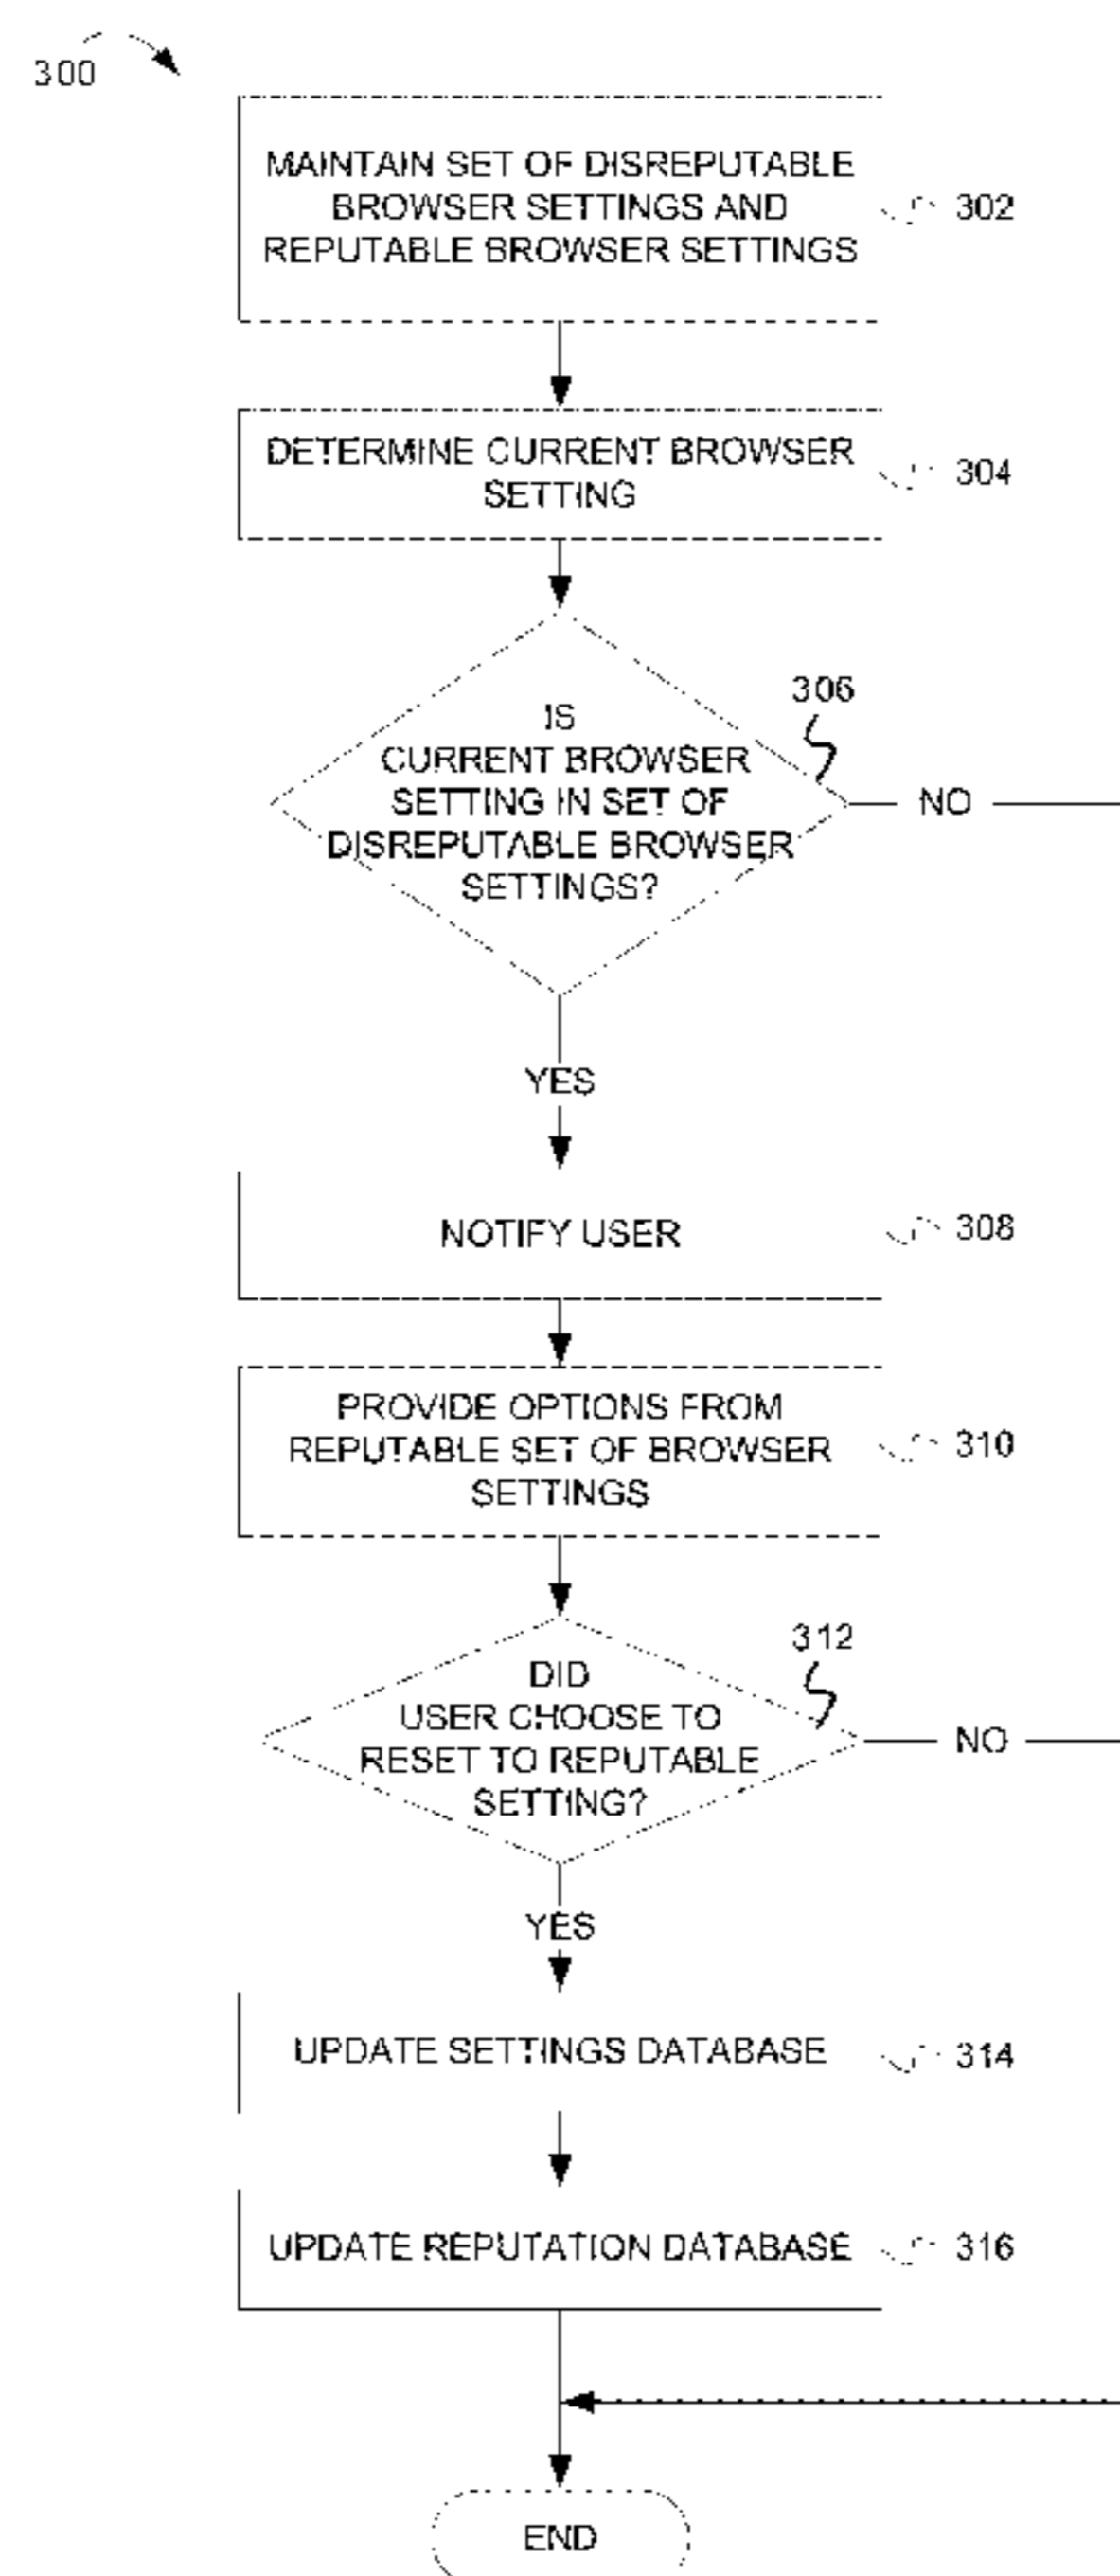 300
MAINTAIN SET OF DISREPUTABLE
BROWSER SETTINGS AND
REPUTABLE BROWSER SETTINGS
302
DETERMINE CURRENT BROWSER
SETTING
304
306
IS
CURRENT BROWSER
SETTING IN SET OF
DISREPUTABLE BROWSER
SETTINGS?
NO
YES
NOTIFY USER
308
PROVIDE OPTIONS FROM
REPUTABLE SET OF BROWSER
SETTINGS
310
312
DID
USER CHOOSE TO
RESET TO REPUTABLE
SETTING?
NO
YES
UPDATE SETTINGS DATABASE
314
UPDATE REPUTATION DATABASE
316
END